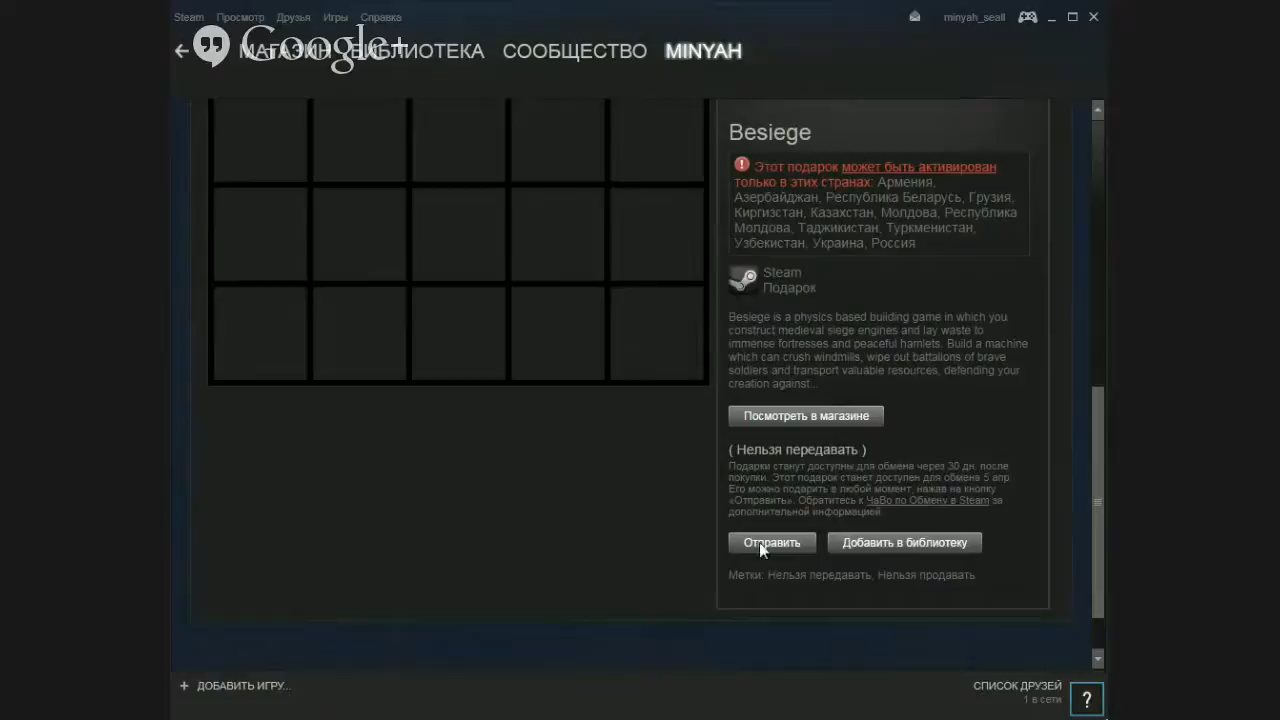 Steam Просмотр Друзья Игры Справка
minyah_seall
Google+
МАГАЗИН БИБЛИОТЕКА СООБЩЕСТВО MINYAH
Besiege
Этот подарок может быть активирован
только в этих странах: Армения,
Азербайджан, Республика Беларусь, Грузия,
Киргизстан, Казахстан, Молдова, Республика
Молдова, Таджикистан, Туркменистан,
Узбекистан, Украина, Россия
Steam
Подарок
Besiege is a physics based building game in which you
construct medieval siege engines and lay waste to
immense fortresses and peaceful hamlets. Build a machine
which can crush windmills, wipe out battalions of brave
soldiers and transport valuable resources, defending your
creation against...
Посмотреть в магазине
( Нельзя передавать )
Подарки станут доступны для обмена через 30 дн. после
покупки. Этот подарок станет доступен для обмена 5 апр.
Его можно подарить в любой момент, нажав на кнопку
«Отправить». Обратитесь к ЧаВо по Обмену в Steam за
дополнительной информацией.
Отправить Добавить в библиотеку
Метки: Нельзя передавать, Нельзя продавать
+ ДОБАВИТЬ ИГРУ...
СПИСОК ДРУЗЕЙ
1 в сети
?